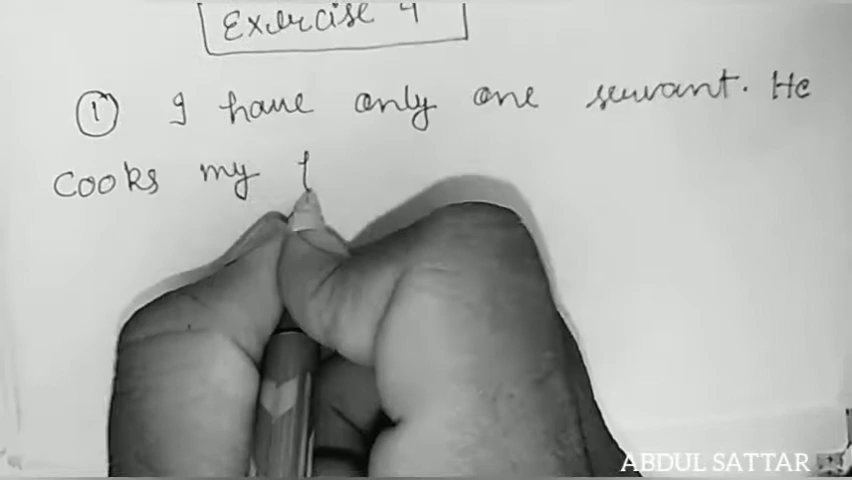 Exercise 4
① I have only one servant. He
cooks my
ABDUL SATTAR